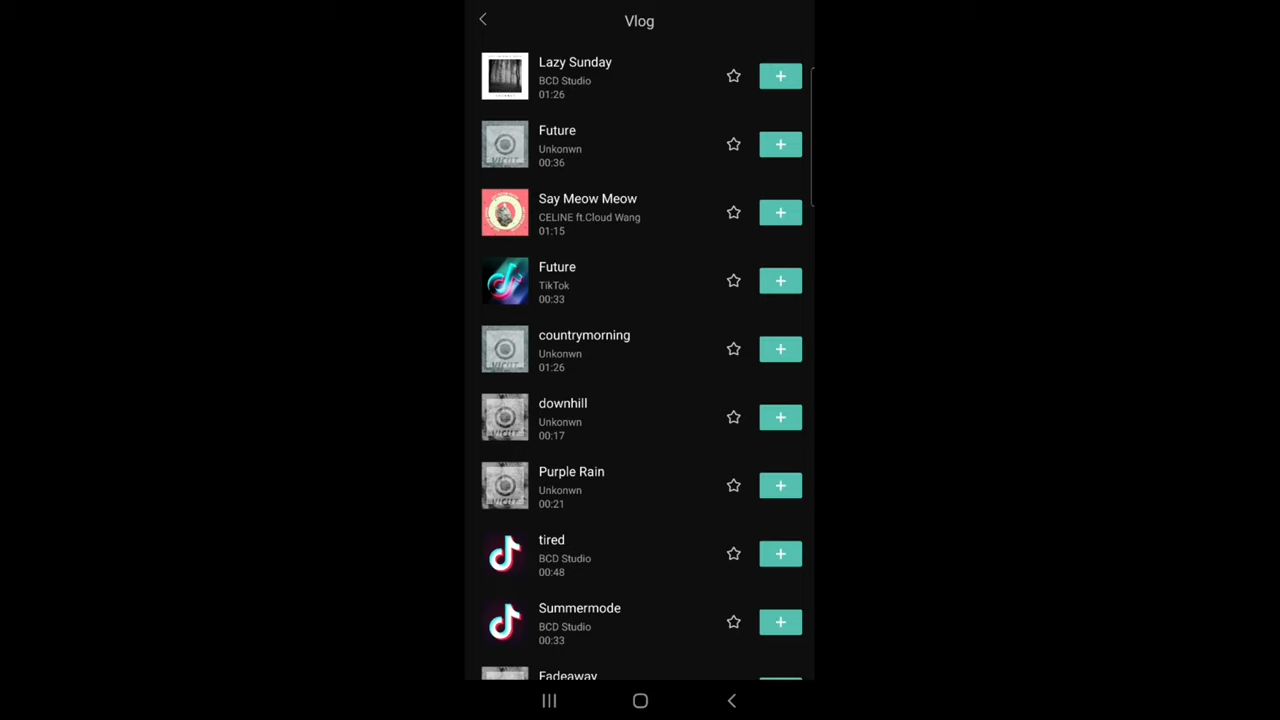 Vlog
Lazy Sunday
BCD Studio
01:26
Future
Unkonwn
00:36
Say Meow Meow
CELINE ft.Cloud Wang
01:15
Future
TikTok
00:33
countrymorning
Unkonwn
01:26
downhill
Unkonwn
00:17
Purple Rain
Unkonwn
00:21
tired
BCD Studio
00:48
Summermode
BCD Studio
00:33
Fadeaway